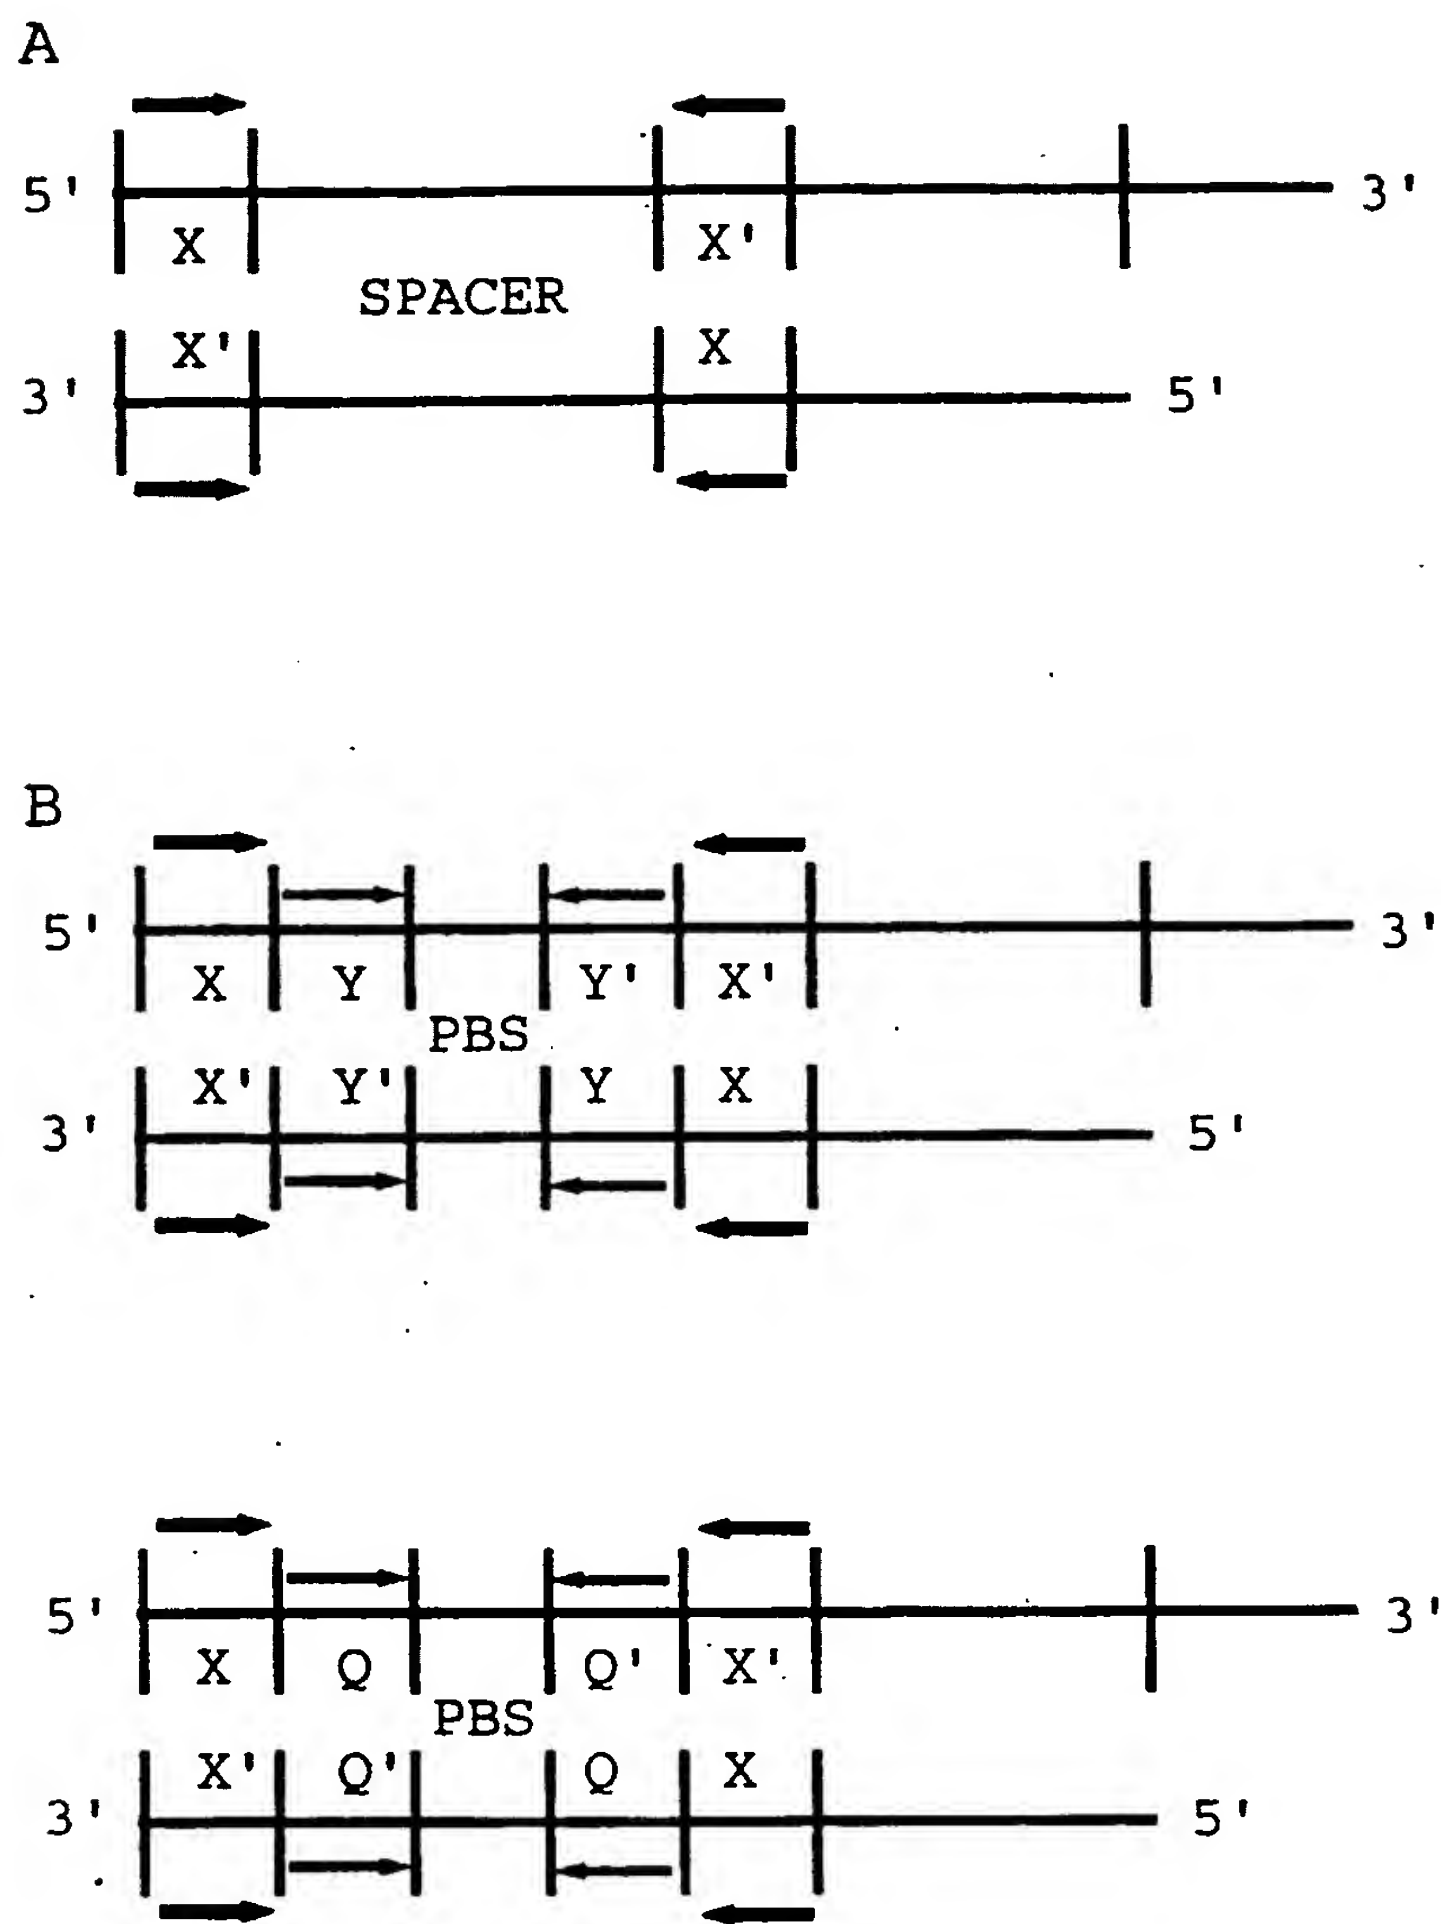 A
5' 3'
X X'
SPACER
X' X
3' 5'
B
5' 3'
X Y Y' X'
PBS
X' Y' Y X
3' 5'
5' 3'
X Q Q' X'
PBS
X' Q' Q X
3' 5'